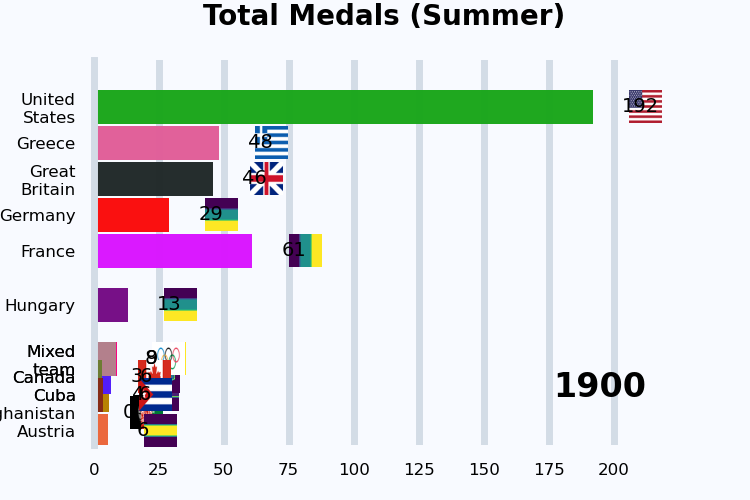 Total Medals (Summer)
United
States
192
Greece
48
Great
Britain
46
Germany
29
France
61
Hungary
13
Mixed
team
Canada
Cuba
ghanistan
Austria
6
1900
0 25 50 75 100 125 150 175 200